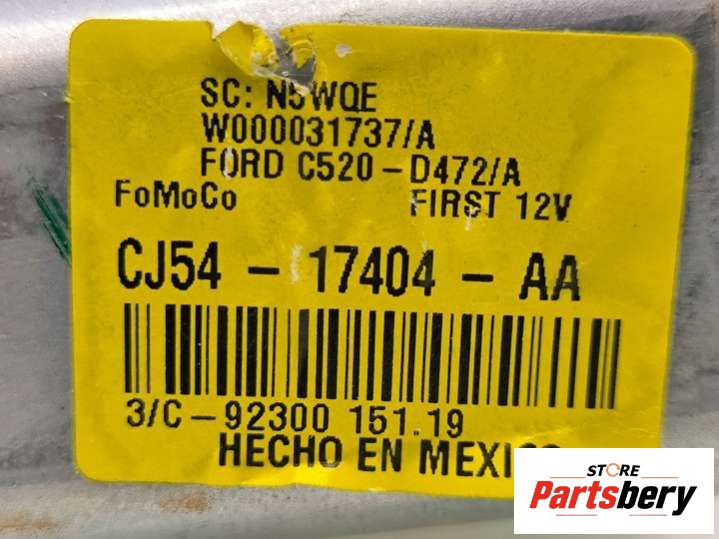 SC: N5WQE
W000031737/A
FORD C520-D472/A
FoMoCo FIRST 12V
CJ54 - 17404 - AA
3/C-92300 151.19
HECHO EN MEXICO
STORE
Partsbery